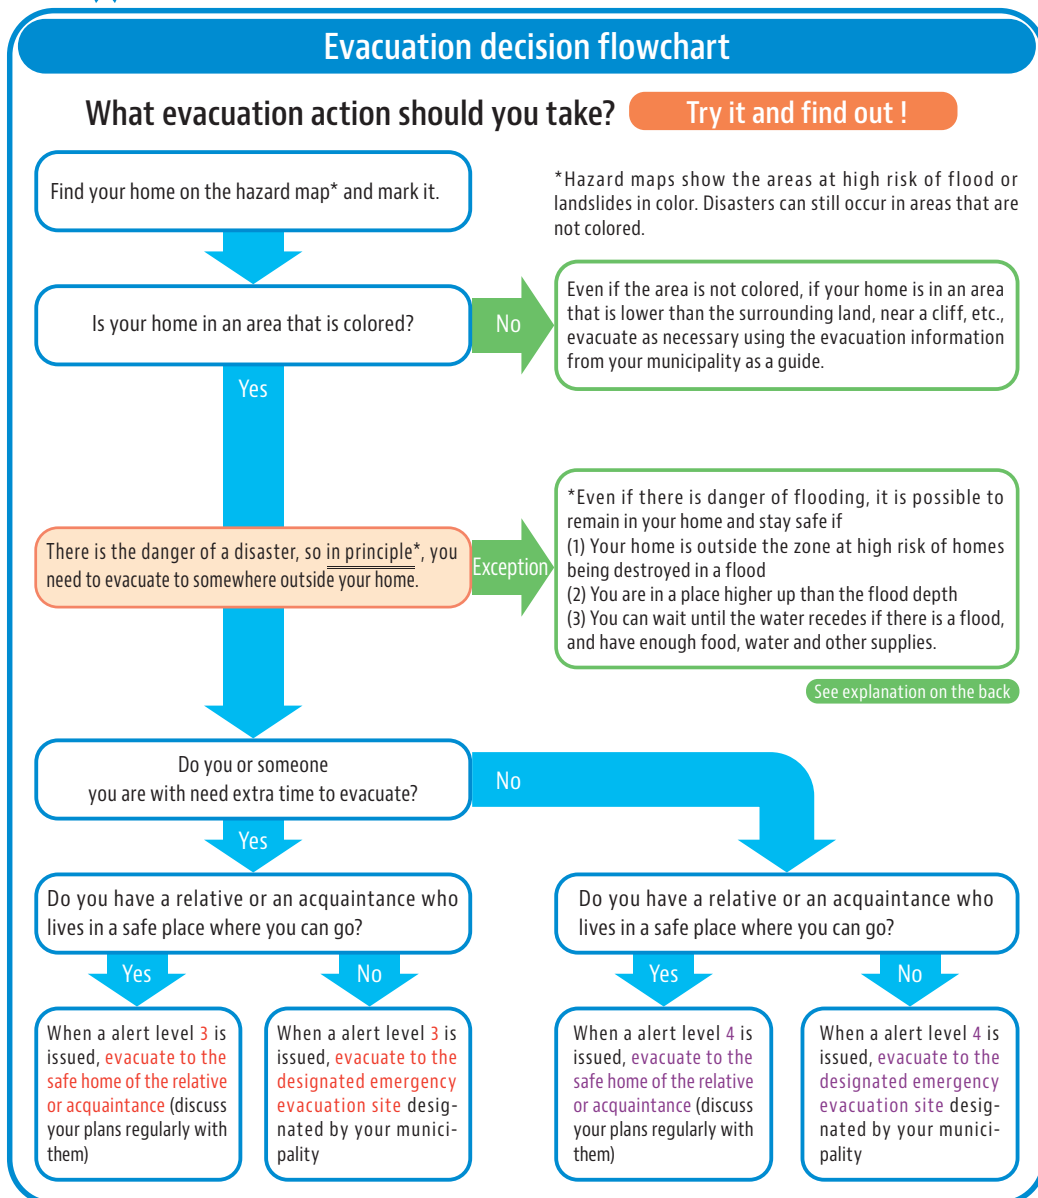 Evacuation decision flowchart
What evacuation action should you take?
Try it and find out !
Find your home on the hazard map* and mark it.
*Hazard maps show the areas at high risk of flood or
landslides in color. Disasters can still occur in areas that are
not colored.
Is your home in an area that is colored?
No
Even if the area is not colored, if your home is in an area
that is lower than the surrounding land, near a cliff, etc.,
evacuate as necessary using the evacuation information
from your municipality as a guide.
Yes
There is the danger of a disaster, so in principle*, you
need to evacuate to somewhere outside your home.
Exception
*Even if there is danger of flooding, it is possible to
remain in your home and stay safe if
(1) Your home is outside the zone at high risk of homes
being destroyed in a flood
(2) You are in a place higher up than the flood depth
(3) You can wait until the water recedes if there is a flood,
and have enough food, water and other supplies.
See explanation on the back
Do you or someone
you are with need extra time to evacuate?
No
Yes
Do you have a relative or an acquaintance who
lives in a safe place where you can go?
Do you have a relative or an acquaintance who
lives in a safe place where you can go?
Yes
No
Yes
No
When a alert level 3 is
issued, evacuate to the
safe home of the relative
or acquaintance (discuss
your plans regularly with
them)
When a alert level 3 is
issued, evacuate to the
designated emergency
evacuation site desig-
nated by your munici-
pality
When a alert level 4 is
issued, evacuate to the
safe home of the relative
or acquaintance (discuss
your plans regularly with
them)
When a alert level 4 is
issued, evacuate to the
designated emergency
evacuation site desig-
nated by your munici-
pality